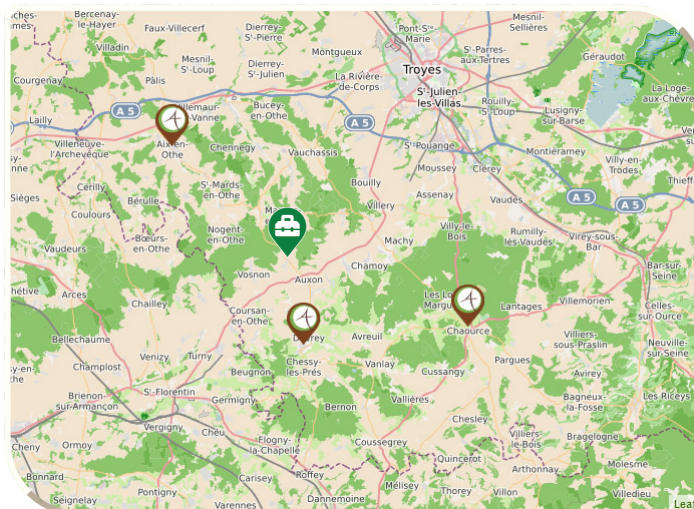 Bercenay-
le-Hayer
Faux-Villecerf
Dierrey-
Sᵗ-Pierre
Pont-Sᵗᵉ
Marie
Mesnil-
Sellières
Villadin
Mesnil-
Sᵗ-Loup
Montgueux
Sᵗ-Parres-
aux-Tertres
Géraudot
Courgenay
Pâlis
Dierrey-
Sᵗ-Julien
La Rivière-
de-Corps
Troyes
La Loge-
aux-Chèvres
Sᵗ-Julien-
les-Villas
Rouilly-
Sᵗ-Loup
Lusigny-
sur-Barse
Lailly
A 5
Bucey-
en-Othe
A 5
Villeneuve-
l'Archevêque
Aix-en-
Othe
Chennegy
Vauchassis
Montiéramey
Villy-en-
Trodes
Moussey
Clérey
Cérilly
Sᵗ-Mards-
en-Othe
Bouilly
Assenay
Thieff
Sièges
Bérulle
Villery
Vaudes
A 5
A 5
Coulours
Nogent-
en-Othe
Villy-le-
Bois
Rumilly-
lès-Vaudes
Virey-sous-
Bar
Vaudeurs
Bœurs-
en-Othe
Machy
Vosnon
Auxon
Chamoy
Bar-sur-
Seine
Arces
Chailley
Coursan-
en-Othe
Lantages
Villemorien
Celles-
sur-Ource
Chaource
Bellechaume
Avreuil
Villiers-
sous-Praslin
Neuville-
sur-Seine
Venizy
Turny
Chessy-
les-Prés
Vanlay
Pargues
Champlost
Beugnon
Cussangy
Avirey
Brienon-
sur-Armançon
Sᵗ-Florentin
Germigny
Bernon
Vallières
Bagneux-
la-Fosse
Les Riceys
Vergigny
Chéu
Chesley
Cheny
Ormoy
Flogny-
la-Chapelle
Coussegrey
Villiers-
le-Bois
Bragelogne
Quincerot
Molesme
Bonnard
Roffey
Arthonnay
Pontigny
Carisey
Mélisey
Seignelay
Varennes
Dannemoine
Thorey
Villon
Villedieu
Leaf